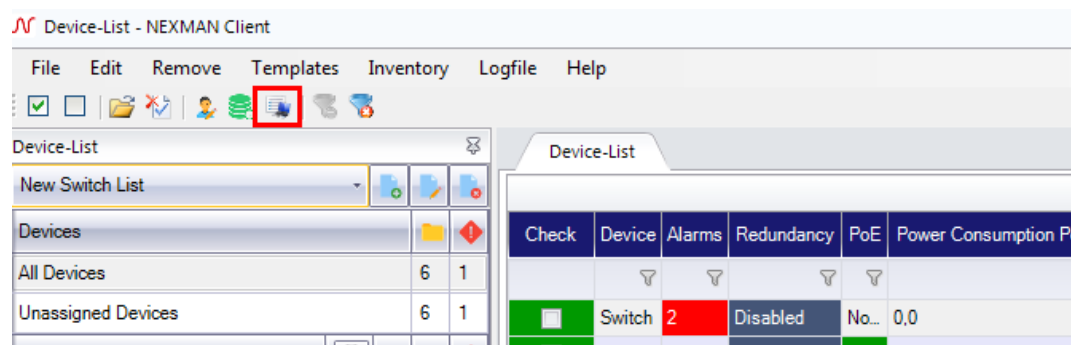 Device-List - NEXMAN Client
File Edit Remove Templates Inventory Logfile Help
Device-List
Device-List
New Switch List
Devices
Check Device Alarms Redundancy PoE Power Consumption P
All Devices 6 1
Unassigned Devices 6 1
Switch 2 Disabled No... 0,0